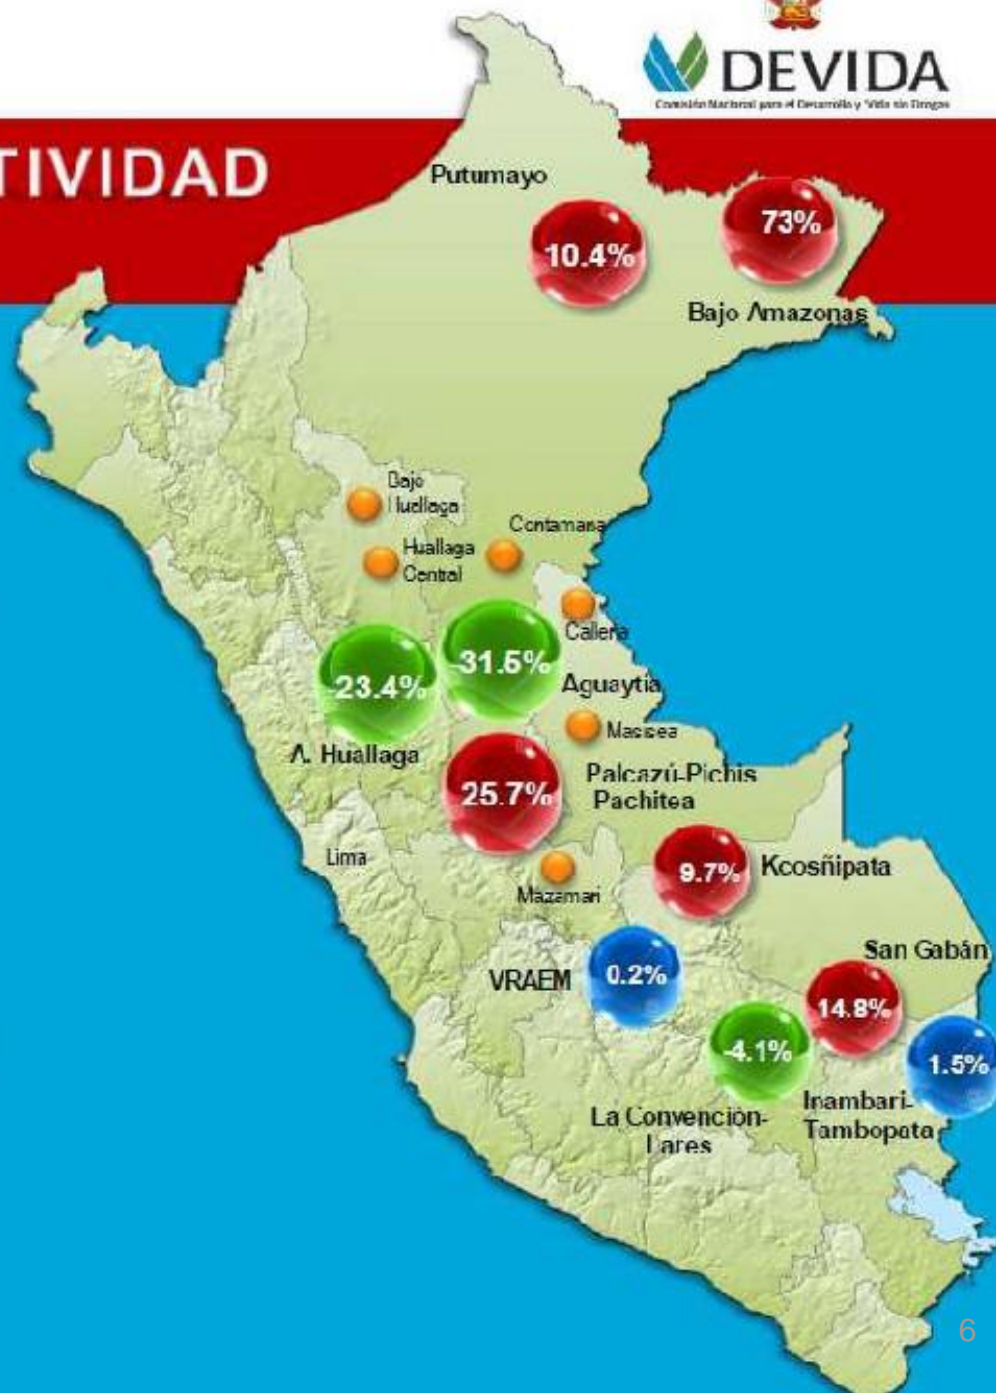 DEVIDA
Comisión Nacional para el Desarrollo y Vida sin Drogas
TIVIDAD
Putumayo
10.4%
73%
Bajo Amazonas
Bajo
Huallaga
Contamana
Huallaga
Central
Callería
-31.5%
-23.4%
Aguaytía
Masisea
A. Huallaga
Palcazú-Pichis
Pachitea
25.7%
Lima
Kcosñipata
9.7%
Mazamari
San Gabán
VRAEM
0.2%
14.8%
-4.1%
1.5%
Inambari-
Tambopata
La Convención-
Lares
6